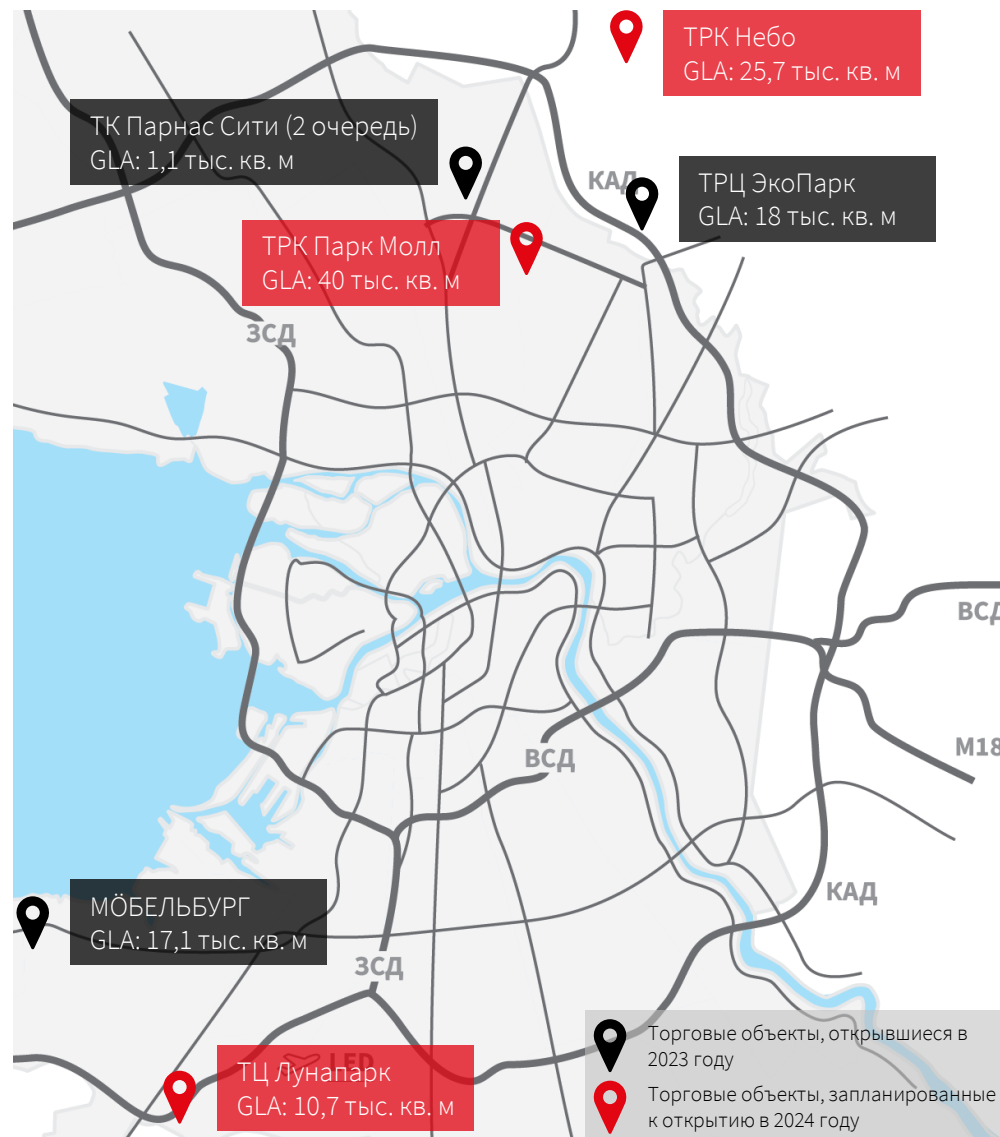 ТРК Небо
GLA: 25,7 тыс. кв. м
ТК Парнас Сити (2 очередь)
GLA: 1,1 тыс. кв. м
КАД
ТРЦ ЭкоПарк
GLA: 18 тыс. кв. м
ТРК Парк Молл
GLA: 40 тыс. кв. м
ЗСД
ВСД
ВСД
М18
КАД
МЁБЕЛЬБУРГ
GLA: 17,1 тыс. кв. м
ЗСД
LED
ТЦ Лунапарк
GLA: 10,7 тыс. кв. м
Торговые объекты, открывшиеся в
2023 году
Торговые объекты, запланированные
к открытию в 2024 году